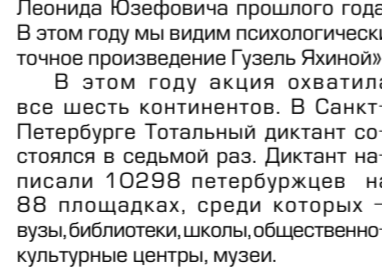 Леонида Юзефовича прошлого года
В этом году мы видим психологически
точное произведение Гузель Яхиной»
В этом году акция охватила
все шесть континентов. В Санкт-
Петербурге Тотальный диктант со-
стоялся в седьмой раз. Диктант на-
писали 10298 петербуржцев на
88 площадках, среди которых –
вузы, библиотеки, школы, общественно-
культурные центры, музеи.